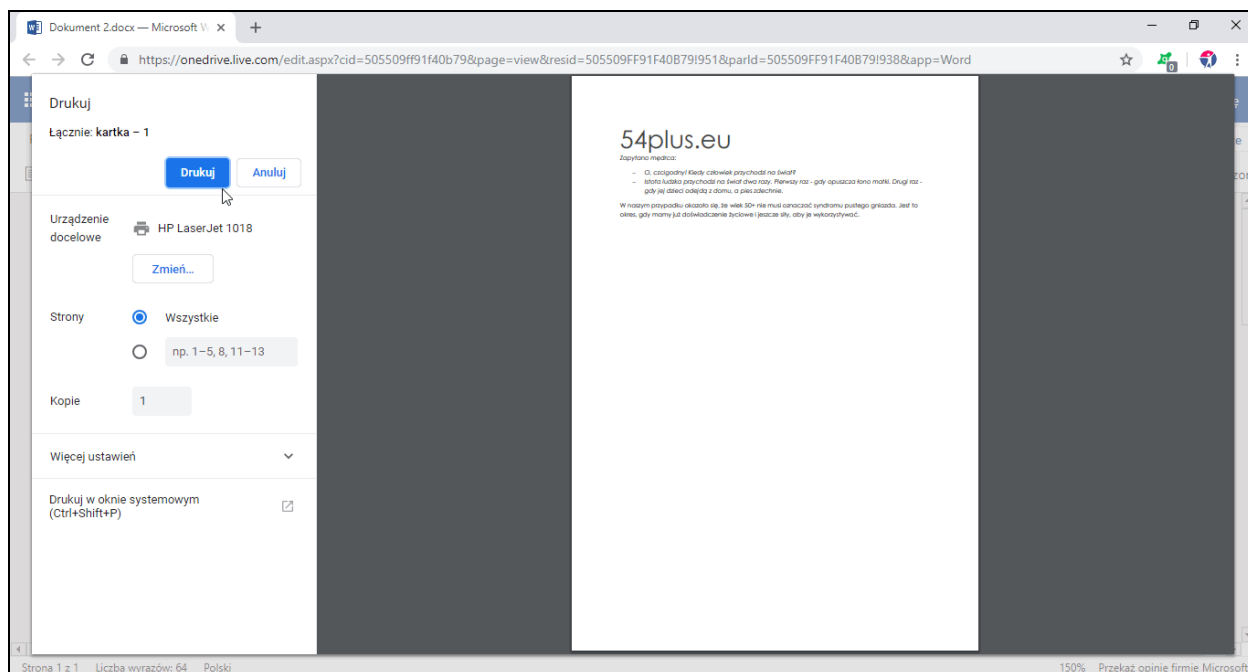 Dokument 2.docx — Microsoft W
https://onedrive.live.com/edit.aspx?cid=505509ff91f40b79&page=view&resid=505509FF91F40B79!951&parId=505509FF91F40B79!938&app=Word
0
Drukuj
Łącznie: kartka – 1
Drukuj Anuluj
Urządzenie
docelowe
HP LaserJet 1018
Zmień...
Strony
Wszystkie
np. 1–5, 8, 11–13
Kopie
1
Więcej ustawień
Drukuj w oknie systemowym
(Ctrl+Shift+P)
54plus.eu
Zapytano mędrca:
– O, czcigodny! Kiedy człowiek przychodzi na świat?
– Istota ludzka przychodzi na świat dwa razy. Pierwszy raz - gdy opuszcza łono matki. Drugi raz -
gdy jej dzieci odejdą z domu, a pies zdechnie.
W naszym przypadku okazało się, że wiek 50+ nie musi oznaczać syndromu pustego gniazda. Jest to
okres, gdy mamy już doświadczenie życiowe i jeszcze siły, aby je wykorzystywać.
Strona 1 z 1 Liczba wyrazów: 64 Polski
150% Przekaż opinie firmie Microsoft